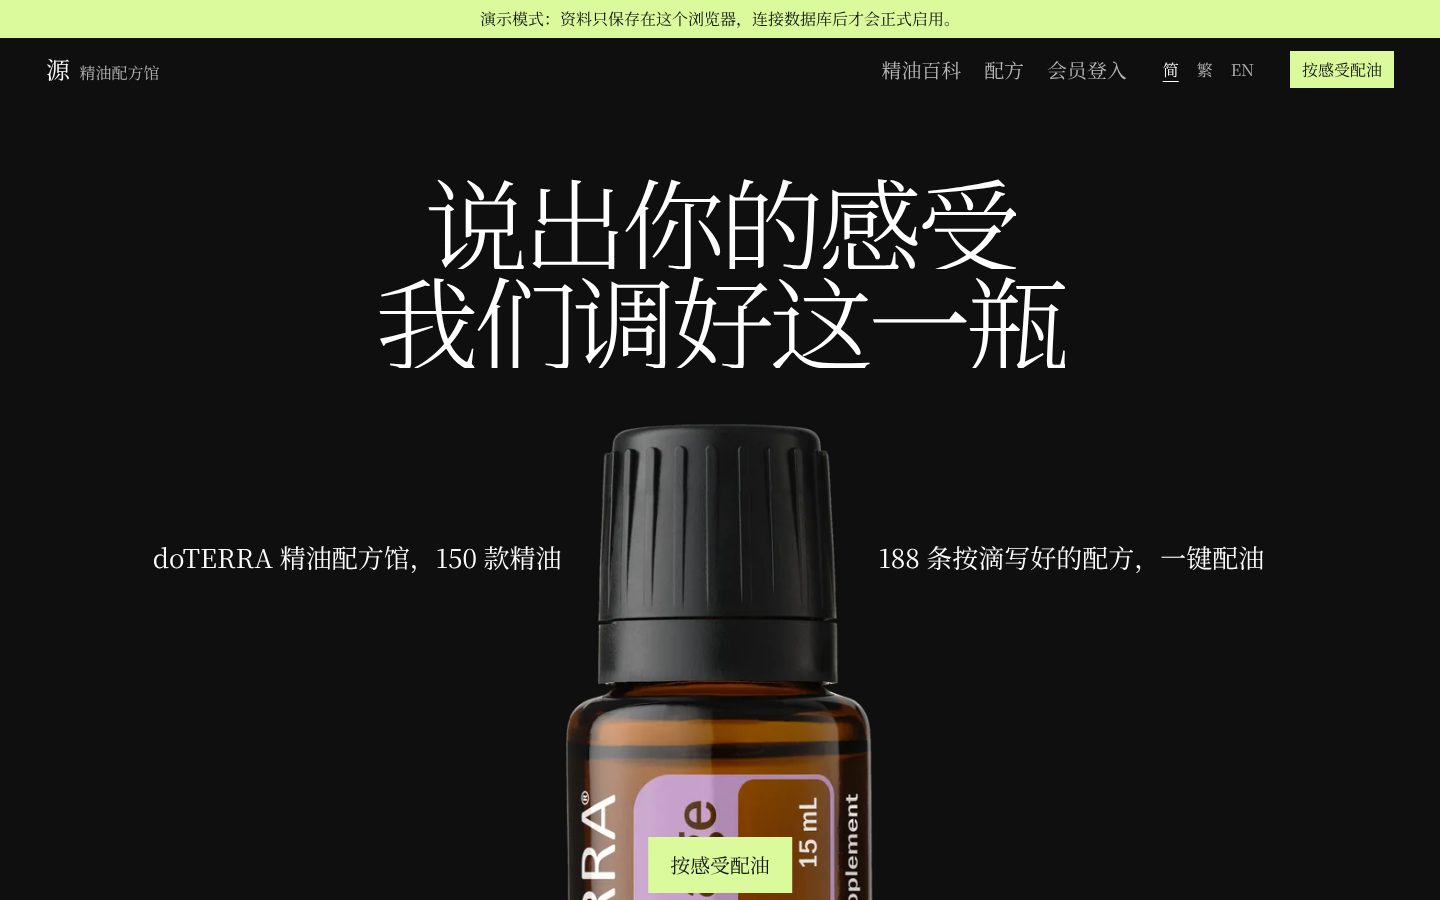 演示模式：资料只保存在这个浏览器，连接数据库后才会正式启用。
源 精油配方馆
精油百科 配方 会员登入 简 繁 EN 按感受配油
说出你的感受
我们调好这一瓶
doTERRA 精油配方馆，150 款精油
188 条按滴写好的配方，一键配油
15 mL
按感受配油